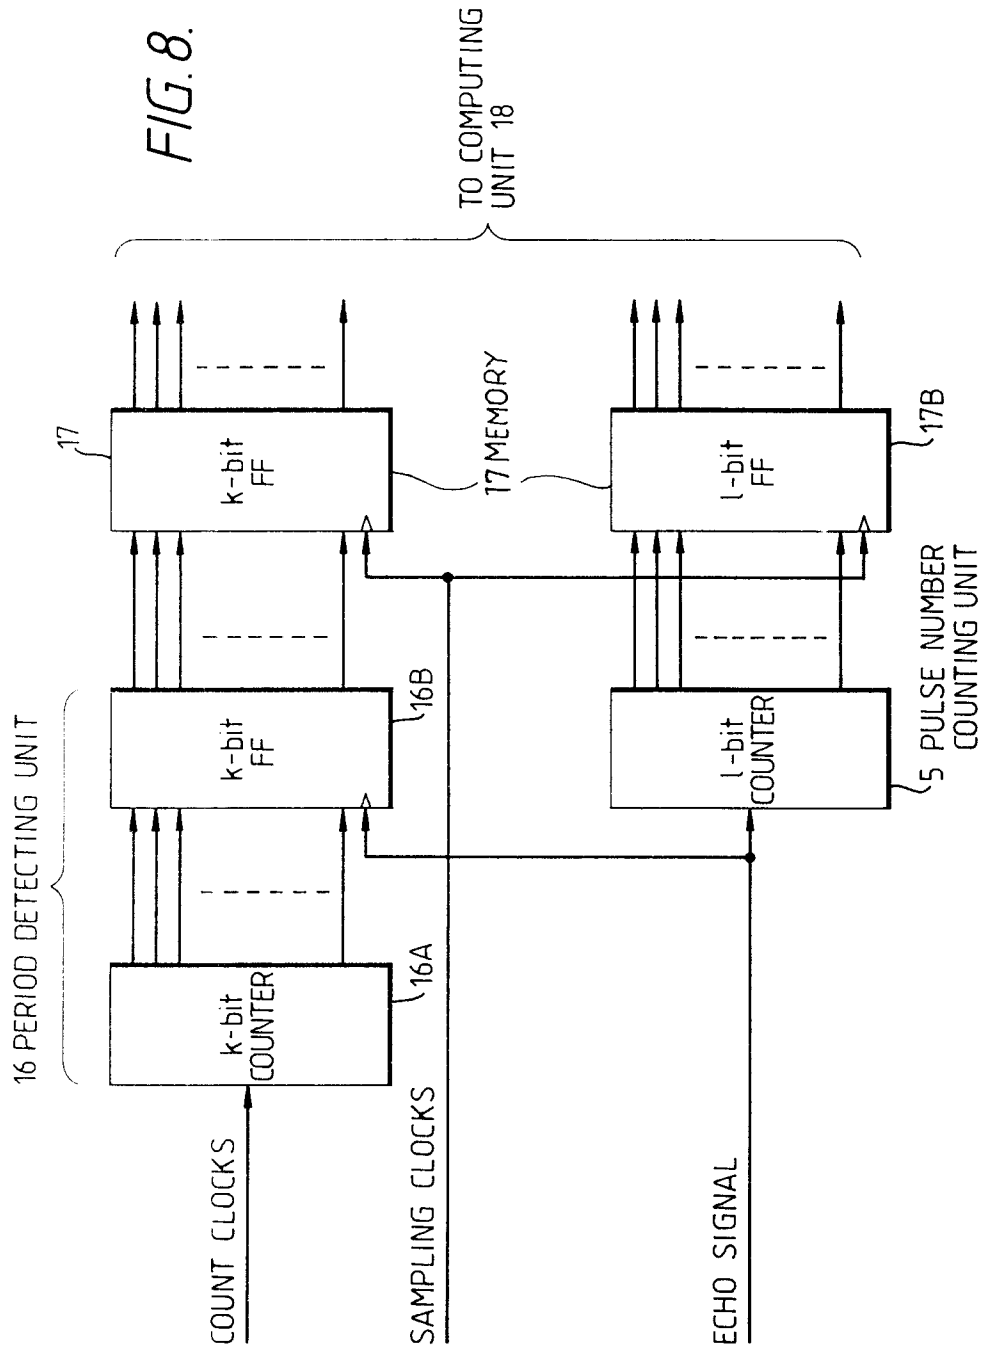 FIG. 8.
16 PERIOD DETECTING UNIT
COUNT CLOCKS
k-bit
COUNTER
16A
k-bit
FF
16B
k-bit
FF
17
TO COMPUTING
UNIT 18
SAMPLING CLOCKS
17 MEMORY
ECHO SIGNAL
l-bit
COUNTER
5 PULSE NUMBER
COUNTING UNIT
l-bit
FF
17B